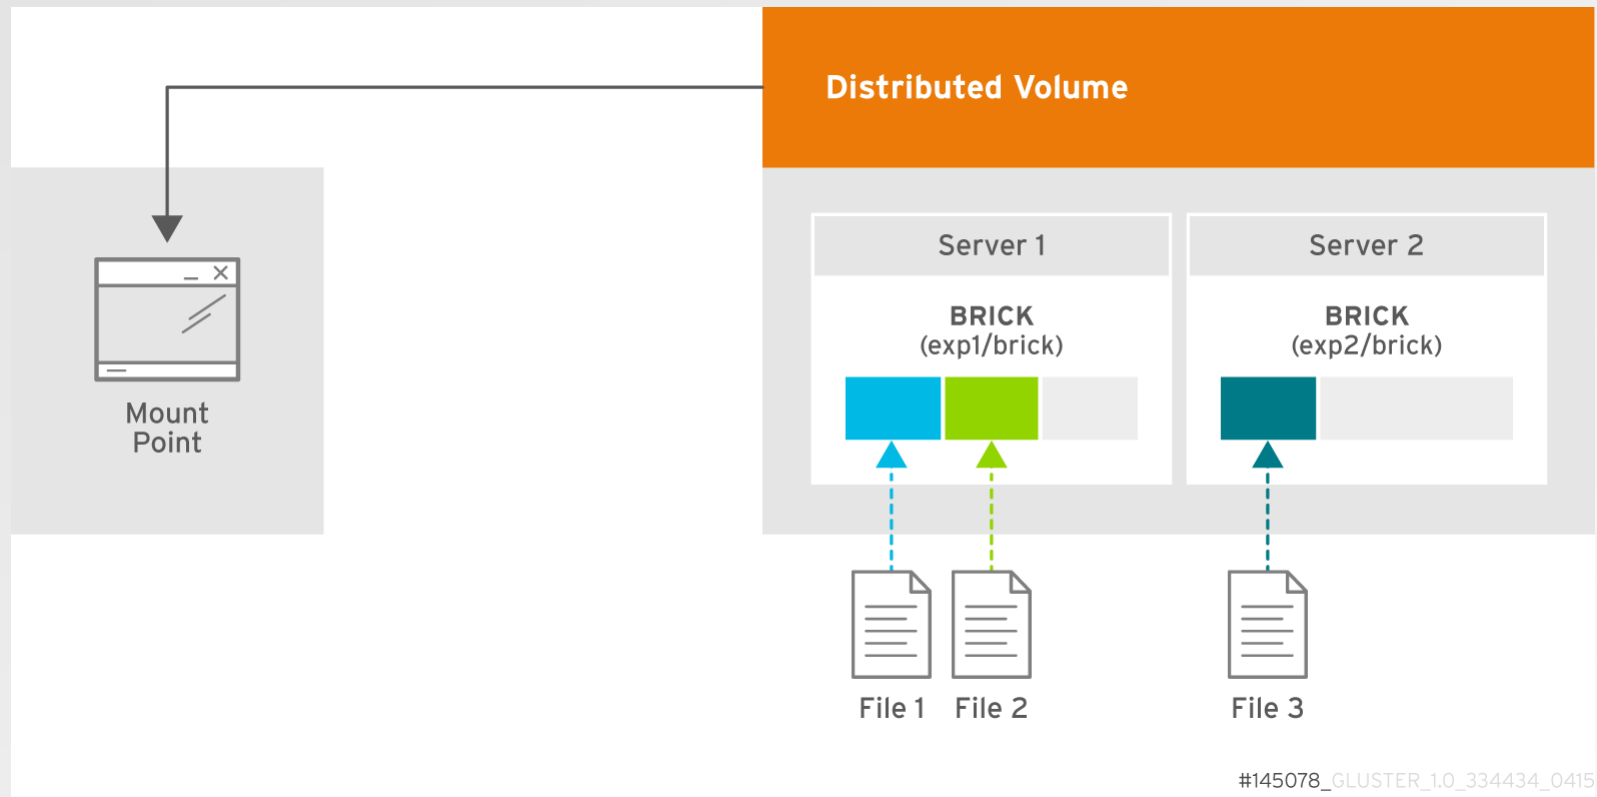 Distributed Volume
Server 1
Server 2
BRICK
(exp1/brick)
BRICK
(exp2/brick)
Mount
Point
File 1
File 2
File 3
#145078_GLUSTER_1.0_334434_0415